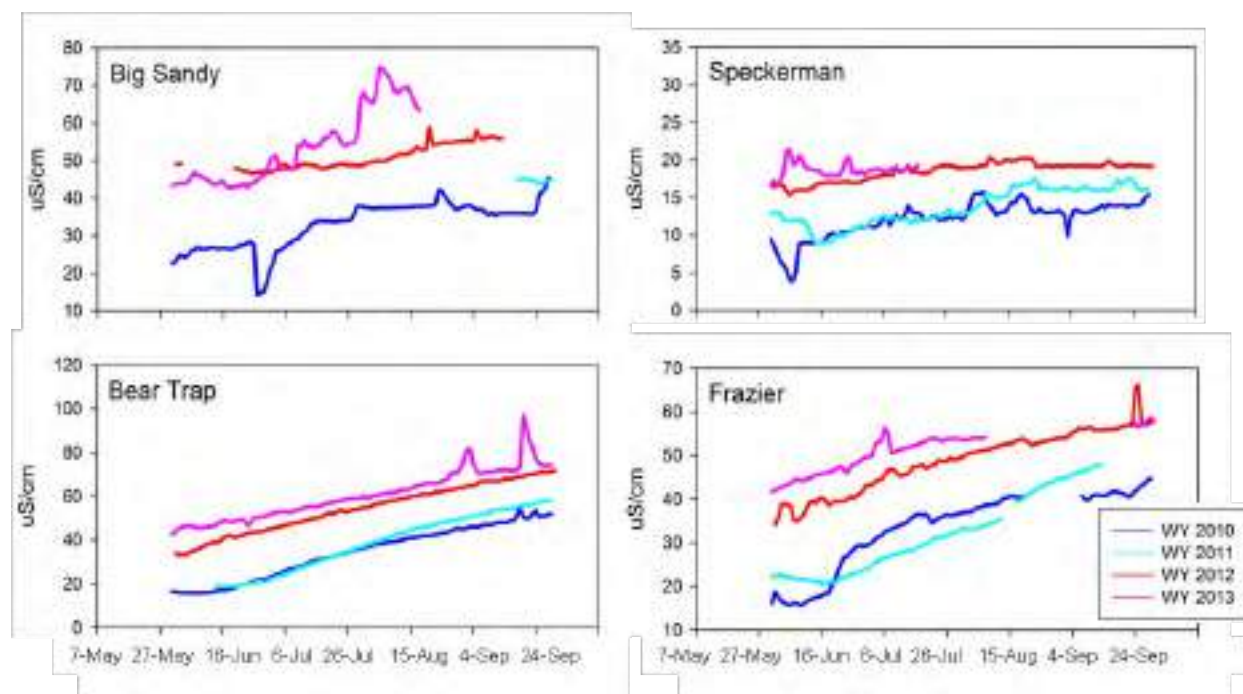 80
70
60
50
40
30
20
10
uS/cm
Big Sandy
35
30
25
20
15
10
5
0
uS/cm
Speckerman
120
100
80
60
40
20
0
uS/cm
Bear Trap
7-May 27-May 16-Jun 6-Jul 26-Jul 15-Aug 4-Sep 24-Sep
70
60
50
40
30
20
10
uS/cm
Frazier
7-May 27-May 16-Jun 6-Jul 26-Jul 15-Aug 4-Sep 24-Sep
WY 2010
WY 2011
WY 2012
WY 2013